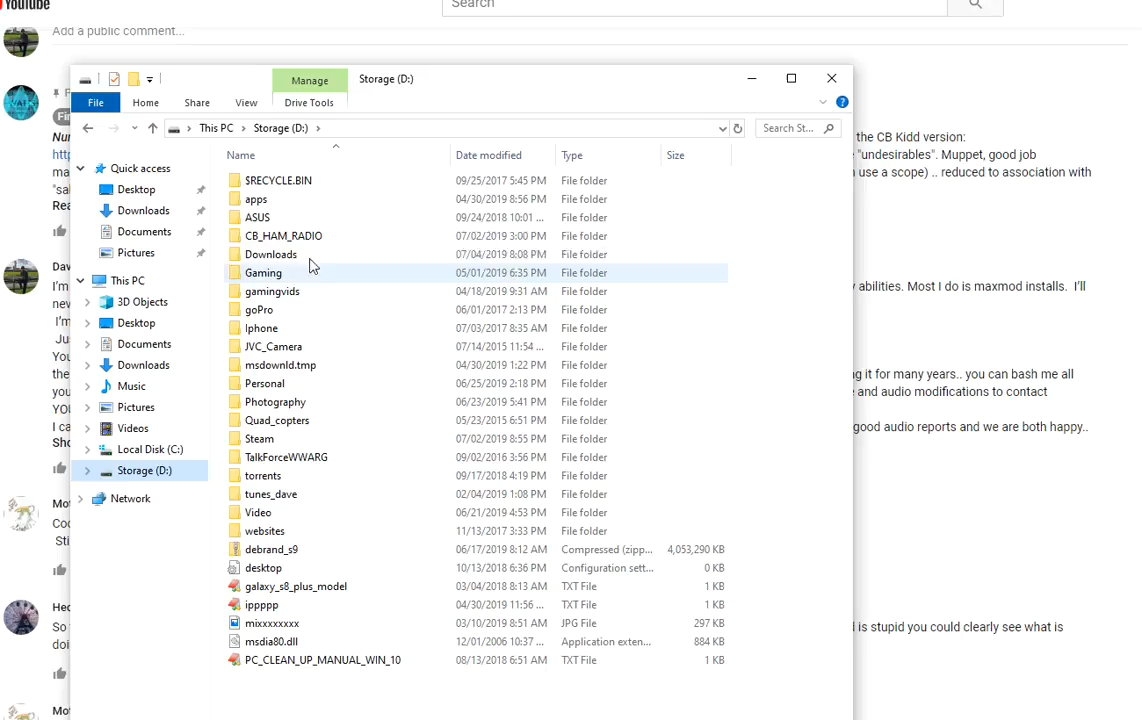 YouTube
Search
Add a public comment...
Manage
Storage (D:)
File
Home
Share
View
Drive Tools
This PC
Storage (D:)
Search St...
Name
Date modified
Type
Size
Quick access
Desktop
Downloads
Documents
Pictures
This PC
3D Objects
Desktop
Documents
Downloads
Music
Pictures
Videos
Local Disk (C:)
Storage (D:)
Network
$RECYCLE.BIN 09/25/2017 5:45 PM File folder
apps 04/30/2019 8:56 PM File folder
ASUS 09/24/2018 10:01 ... File folder
CB_HAM_RADIO 07/02/2019 3:00 PM File folder
Downloads 07/04/2019 8:08 PM File folder
Gaming 05/01/2019 6:35 PM File folder
gamingvids 04/18/2019 9:31 AM File folder
goPro 06/01/2017 2:13 PM File folder
Iphone 07/03/2017 8:35 AM File folder
JVC_Camera 07/14/2015 11:54 ... File folder
msdownld.tmp 04/30/2019 1:22 PM File folder
Personal 06/25/2019 2:18 PM File folder
Photography 06/23/2019 5:41 PM File folder
Quad_copters 05/23/2015 6:51 PM File folder
Steam 07/02/2019 8:55 PM File folder
TalkForceWWARG 09/02/2016 3:56 PM File folder
torrents 09/17/2018 4:19 PM File folder
tunes_dave 02/04/2019 1:08 PM File folder
Video 06/21/2019 4:53 PM File folder
websites 11/13/2017 3:33 PM File folder
debrand_s9 06/17/2019 8:12 AM Compressed (zipp... 4,053,290 KB
desktop 10/13/2018 6:36 PM Configuration sett... 0 KB
galaxy_s8_plus_model 03/04/2018 8:13 AM TXT File 1 KB
ippppp 04/30/2019 11:56 ... TXT File 1 KB
mixxxxxxxx 03/10/2019 8:51 AM JPG File 297 KB
msdia80.dll 12/01/2006 10:37 ... Application exten... 884 KB
PC_CLEAN_UP_MANUAL_WIN_10 08/13/2018 6:51 AM TXT File 1 KB
the CB Kidd version:
"undesirables". Muppet, good job
use a scope) .. reduced to association with
abilities. Most I do is maxmod installs. I'll
I'm
nev
I'm
Jus
You
the
g it for many years.. you can bash me all
you
e and audio modifications to contact
YOU
I ca
good audio reports and we are both happy..
Sho
Mot
Coo
Sti
Hec
So
d is stupid you could clearly see what is
doi
Mot